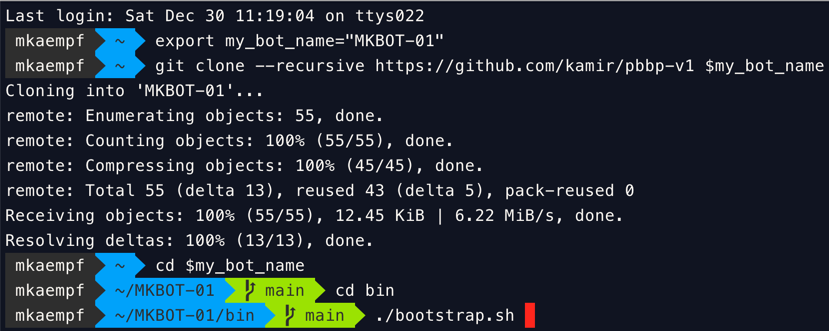 Last login: Sat Dec 30 11:19:04 on ttys022
mkaempf ~ export my_bot_name="MKBOT-01"
mkaempf ~ git clone --recursive https://github.com/kamir/pbbp-v1 $my_bot_name
Cloning into 'MKBOT-01'...
remote: Enumerating objects: 55, done.
remote: Counting objects: 100% (55/55), done.
remote: Compressing objects: 100% (45/45), done.
remote: Total 55 (delta 13), reused 43 (delta 5), pack-reused 0
Receiving objects: 100% (55/55), 12.45 KiB | 6.22 MiB/s, done.
Resolving deltas: 100% (13/13), done.
mkaempf ~ cd $my_bot_name
mkaempf ~/MKBOT-01 main cd bin
mkaempf ~/MKBOT-01/bin main ./bootstrap.sh